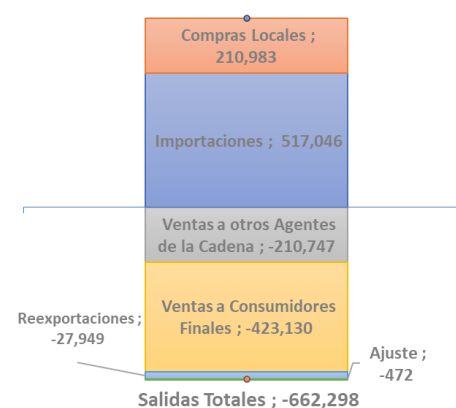 Compras Locales ;
210,983
Importaciones ; 517,046
Ventas a otros Agentes
de la Cadena ; -210,747
Ventas a Consumidores
Finales ; -423,130
Reexportaciones ;
-27,949
Ajuste ;
-472
Salidas Totales ; -662,298